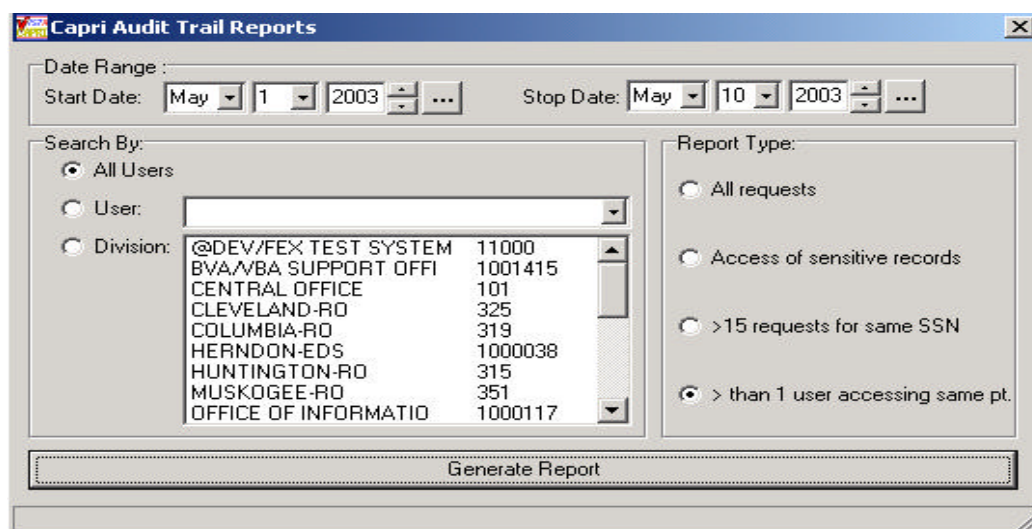 Capri Audit Trail Reports
Date Range :
Start Date: May 1 2003 ... Stop Date: May 10 2003 ...
Search By:
All Users
User:
Division:
@DEV/FEX TEST SYSTEM 11000
BVA/VBA SUPPORT OFFI 1001415
CENTRAL OFFICE 101
CLEVELAND-RO 325
COLUMBIA-RO 319
HERNDON-EDS 1000038
HUNTINGTON-RO 315
MUSKOGEE-RO 351
OFFICE OF INFORMATIO 1000117
Report Type:
All requests
Access of sensitive records
>15 requests for same SSN
> than 1 user accessing same pt.
Generate Report